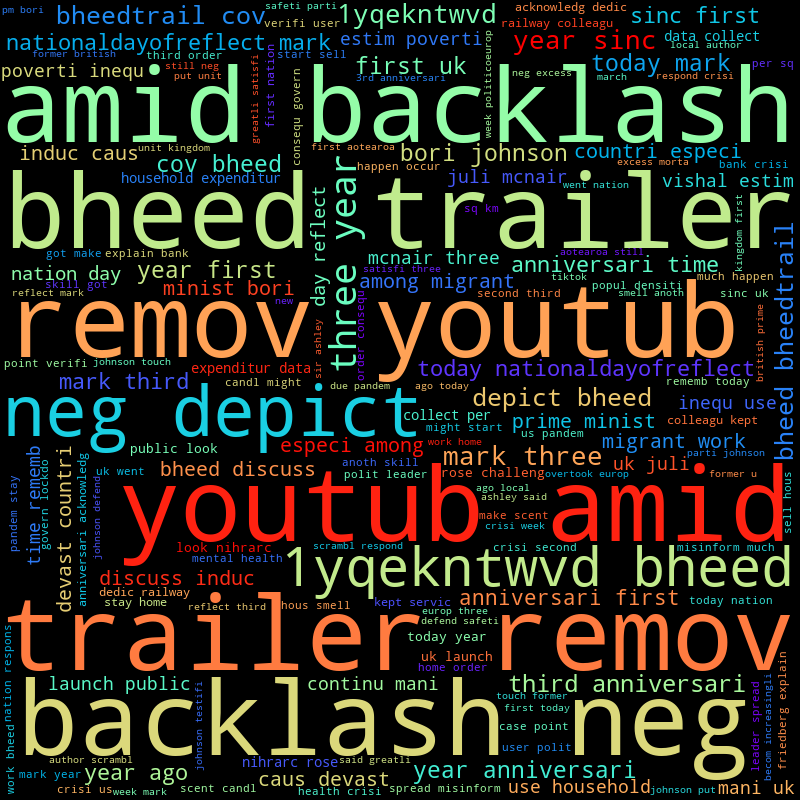 pm bori
bheedtrail cov
safeti parti
verifi user
1yqekntwvd
acknowledg dedic
railway colleagu
sinc first
nationaldayofreflect mark
estim poverti
year sinc
data collect
local author
former british
third order
still neg
put unit
start sell
first uk
today mark
per sq
poverti inequ
greatli satisfi
first nation
consequ govern
3rd anniversari
week politicoeurop
neg excess
march
respond crisi
amid backlash
induc caus
unit kingdom
cov bheed
first aotearoa
happen occur
bori johnson
countri especi
excess morta
bank crisi
household expenditur
three year
juli mcnair
went nation
vishal estim
bheed trailer
day reflect
sq km
kingdom first
bheed bheedtrail
got make
explain bank
mcnair three
anniversari time
aotearoa still
nation day
year first
satisfi three
among migrant
tiktok
much happen
skill got
minist bori
popul densiti
smell anoth
sinc uk
reflect mark
new
second third
remov youtub
order consequ
sir ashley
british prime
point verifi
johnson touch
expenditur data
today nationaldayofreflect
mark third
candl might
due pandem
ago today
rememb today
neg depict
collect per
depict bheed
inequ use
might start
prime minist
colleagu kept
public look
especi among
work home
us pandem
migrant work
parti johnson
time rememb
govern lockdo
pandem stay
devast countri
anniversari acknowledg
uk went
bheed discuss
anoth skill
polit leader
mark three
rose challeng
uk juli
overtook europ
former u
sell hous
johnson defend
youtub amid
ago local
ashley said
make scent
crisi week
look nihrarc
mental health
scrambl respond
crisi second
misinform much
discuss induc
1yqekntwvd bheed
dedic railway
stay home
reflect third
hous smell
kept servic
anniversari first
today nation
europ three
defend safeti
trailer remov
today year
uk launch
home order
nation respons
work bheed
launch public
continu mani
third anniversari
touch former
first today
case point
user polit
leader spread
becom increasingli
friedberg explain
johnson testifi
backlash neg
author scrambl
mark year
year ago
nihrarc rose
said greatli
caus devast
year anniversari
crisi us
week mark
scent candl
health crisi
spread misinform
use household
johnson put
mani uk